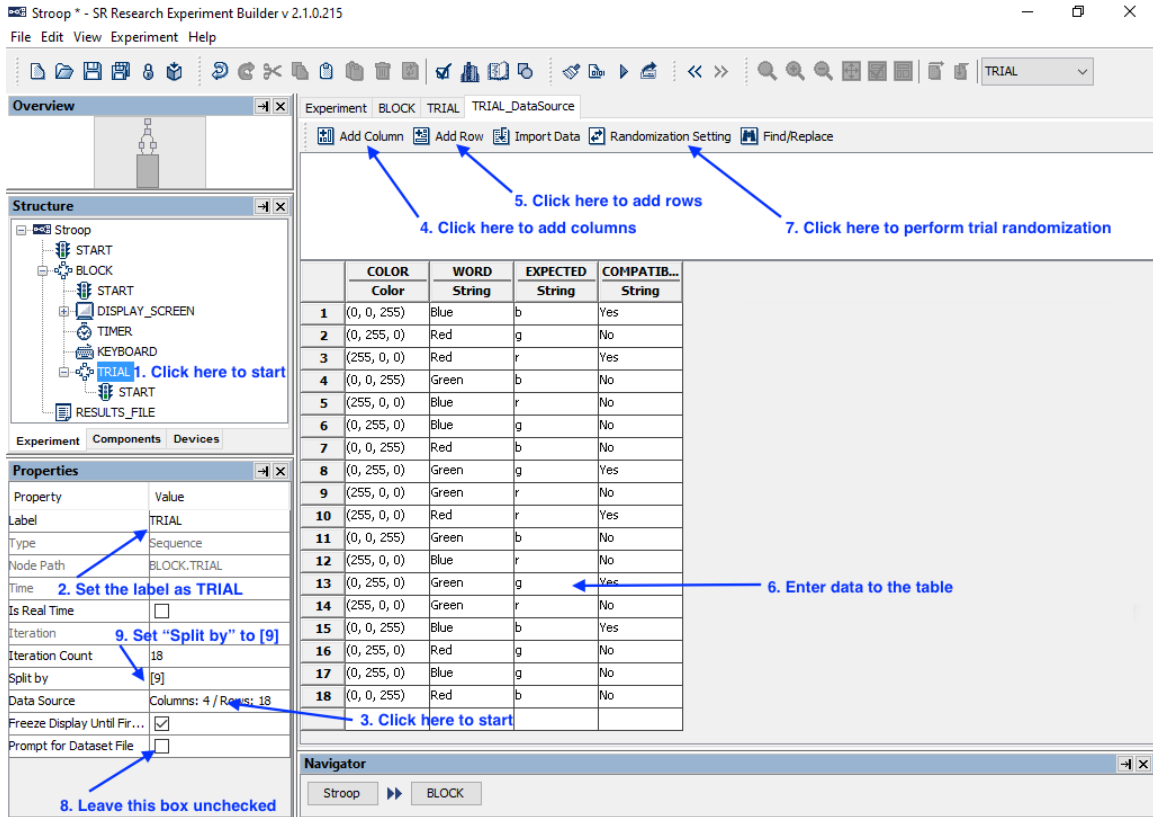 Stroop * - SR Research Experiment Builder v 2.1.0.215
File Edit View Experiment Help
TRIAL
Overview
Experiment BLOCK TRIAL TRIAL_DataSource
Add Column Add Row Import Data Randomization Setting Find/Replace
5. Click here to add rows
4. Click here to add columns
7. Click here to perform trial randomization
Structure
Stroop
START
BLOCK
START
DISPLAY_SCREEN
TIMER
KEYBOARD
TRIAL 1. Click here to start
START
RESULTS_FILE
Experiment Components Devices
Properties
Property Value
Label TRIAL
Type Sequence
Node Path BLOCK.TRIAL
Time 2. Set the label as TRIAL
Is Real Time
Iteration 9. Set “Split by” to [9]
Iteration Count 18
Split by [9]
Data Source Columns: 4 / Rows: 18
Freeze Display Until Fir... 3. Click here to start
Prompt for Dataset File
8. Leave this box unchecked
COLOR WORD EXPECTED COMPATIB...
Color String String String
1 (0, 0, 255) Blue b Yes
2 (0, 255, 0) Red g No
3 (255, 0, 0) Red r Yes
4 (0, 0, 255) Green b No
5 (255, 0, 0) Blue r No
6 (0, 255, 0) Blue g No
7 (0, 0, 255) Red b No
8 (0, 255, 0) Green g Yes
9 (255, 0, 0) Green r No
10 (255, 0, 0) Red r Yes
11 (0, 0, 255) Green b No
12 (255, 0, 0) Blue r No
13 (0, 255, 0) Green g Yes 6. Enter data to the table
14 (255, 0, 0) Green r No
15 (0, 0, 255) Blue b Yes
16 (0, 255, 0) Red g No
17 (0, 255, 0) Blue g No
18 (0, 0, 255) Red b No
Navigator
Stroop BLOCK